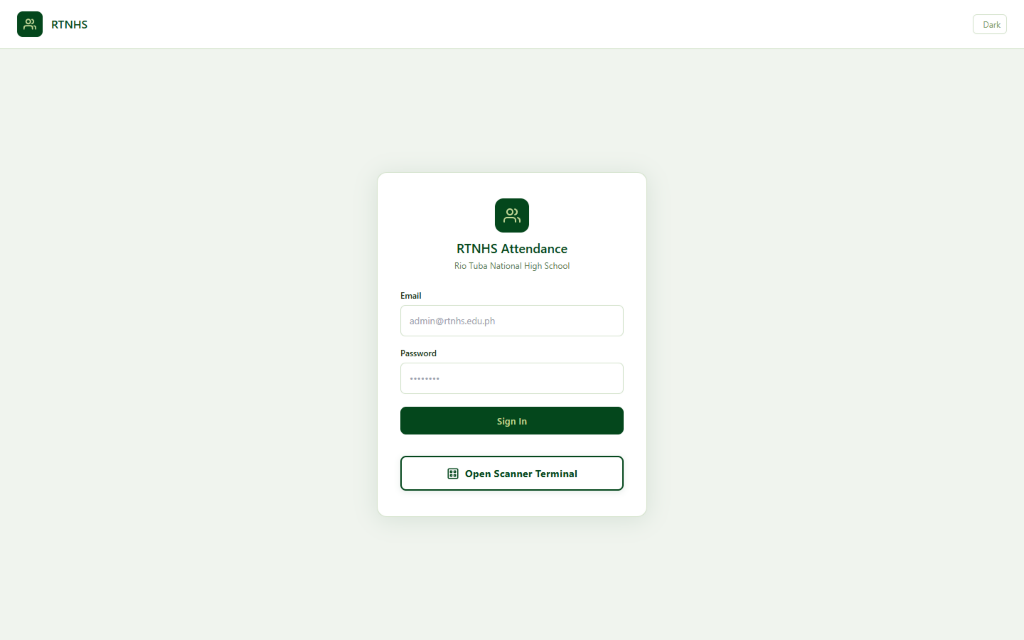 RTNHS
Dark
RTNHS Attendance
Rio Tuba National High School
Email
admin@rtnhs.edu.ph
Password
••••••••
Sign In
Open Scanner Terminal